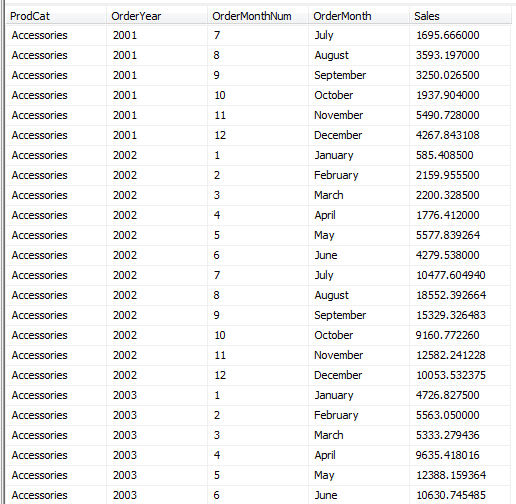 ProdCat OrderYear OrderMonthNum OrderMonth Sales
Accessories 2001 7 July 1695.666000
Accessories 2001 8 August 3593.197000
Accessories 2001 9 September 3250.026500
Accessories 2001 10 October 1937.904000
Accessories 2001 11 November 5490.728000
Accessories 2001 12 December 4267.843108
Accessories 2002 1 January 585.408500
Accessories 2002 2 February 2159.955500
Accessories 2002 3 March 2200.328500
Accessories 2002 4 April 1776.412000
Accessories 2002 5 May 5577.839264
Accessories 2002 6 June 4279.538000
Accessories 2002 7 July 10477.604940
Accessories 2002 8 August 18552.392664
Accessories 2002 9 September 15329.326483
Accessories 2002 10 October 9160.772260
Accessories 2002 11 November 12582.241228
Accessories 2002 12 December 10053.532375
Accessories 2003 1 January 4726.827500
Accessories 2003 2 February 5563.050000
Accessories 2003 3 March 5333.279436
Accessories 2003 4 April 9635.418016
Accessories 2003 5 May 12388.159364
Accessories 2003 6 June 10630.745485